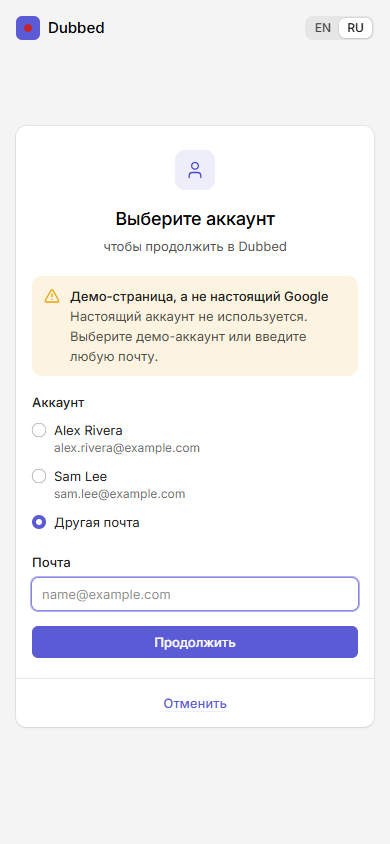 Dubbed
EN
RU
Выберите аккаунт
чтобы продолжить в Dubbed
Демо-страница, а не настоящий Google
Настоящий аккаунт не используется.
Выберите демо-аккаунт или введите
любую почту.
Аккаунт
Alex Rivera
alex.rivera@example.com
Sam Lee
sam.lee@example.com
Другая почта
Почта
name@example.com
Продолжить
Отменить